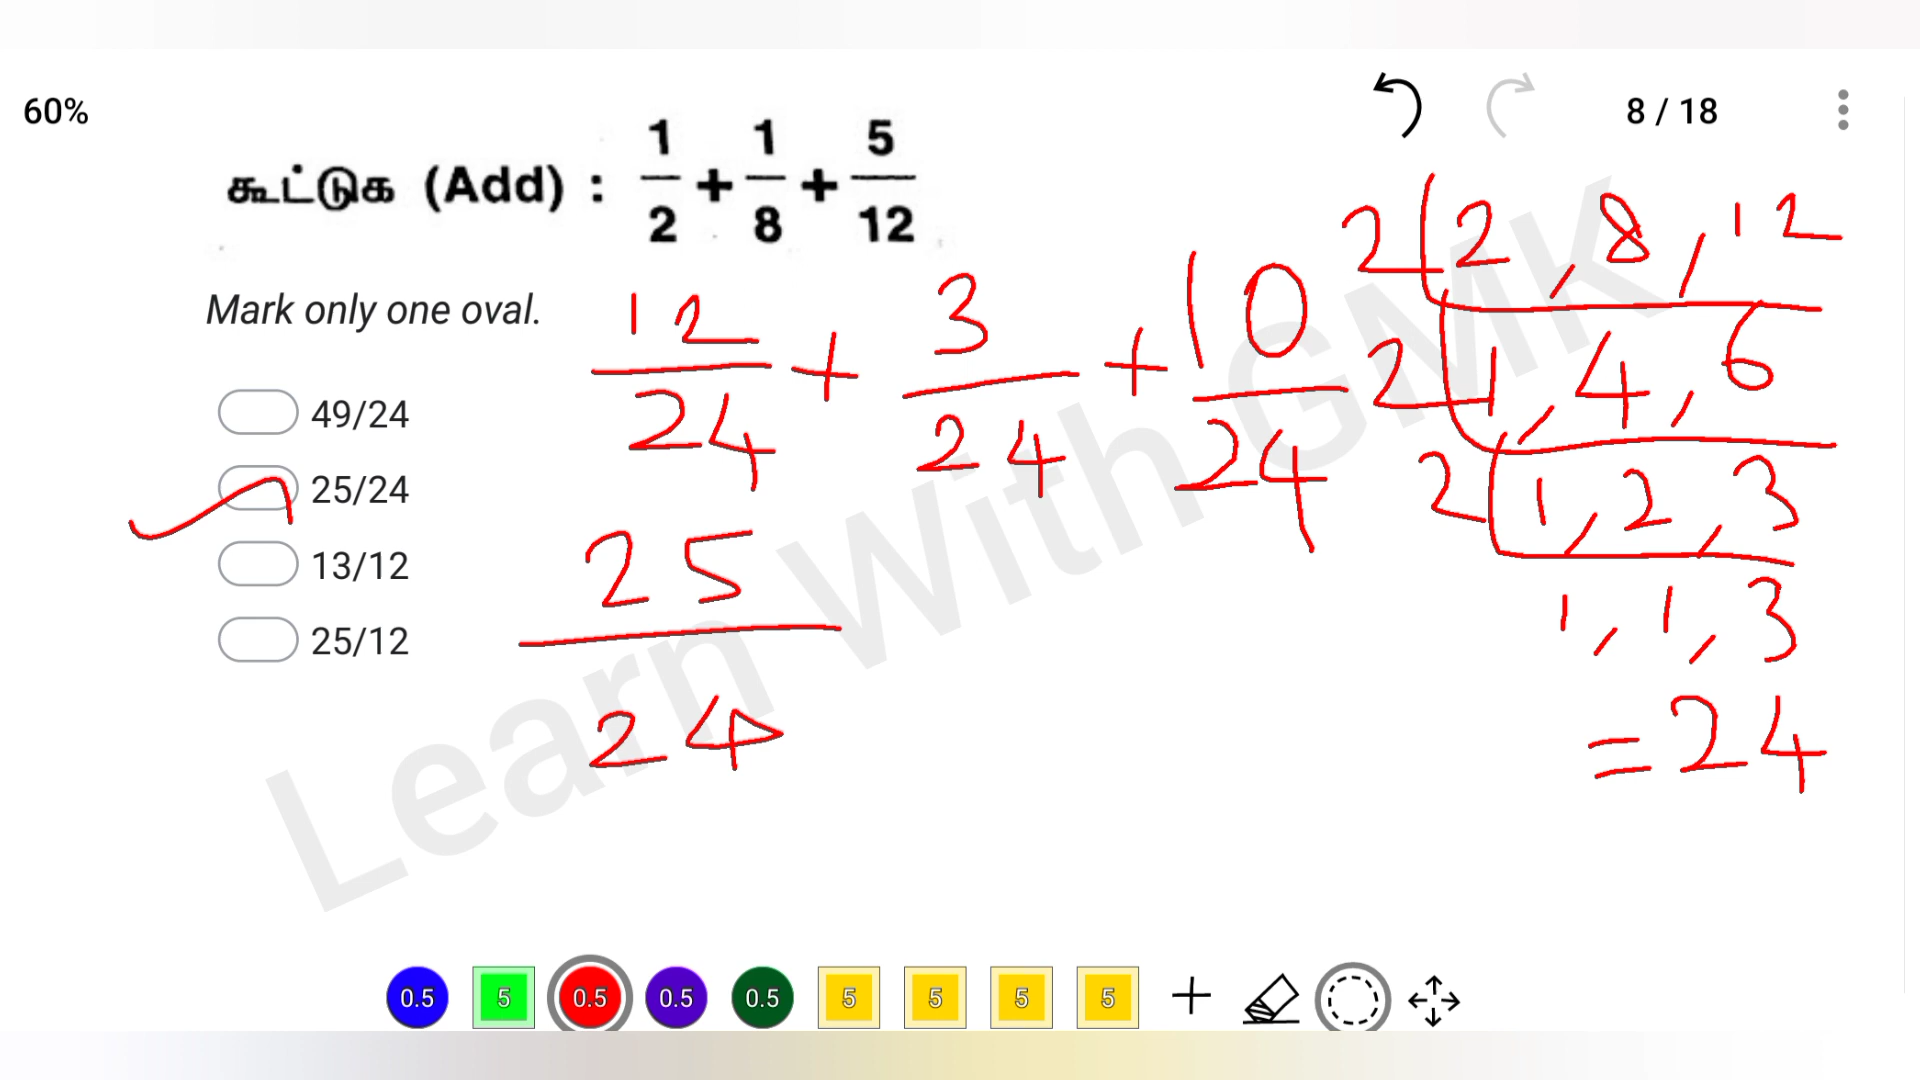 60%
8 / 18
கூட்டுக (Add) : 1/2 + 1/8 + 5/12
Mark only one oval.
49/24
25/24
13/12
25/12
12/24 + 3/24 + 10/24
25/24
2 2, 8, 12
2 1, 4, 6
2 1, 2, 3
1, 1, 3
= 24
Learn With GMK
0.5 5 0.5 0.5 0.5 5 5 5 5